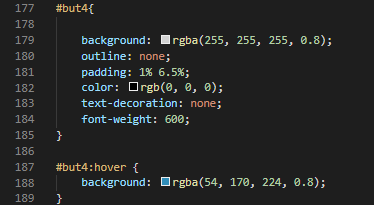 177 #but4{
178
179 background: rgba(255, 255, 255, 0.8);
180 outline: none;
181 padding: 1% 6.5%;
182 color: rgb(0, 0, 0);
183 text-decoration: none;
184 font-weight: 600;
185 }
186
187 #but4:hover {
188 background: rgba(54, 170, 224, 0.8);
189 }